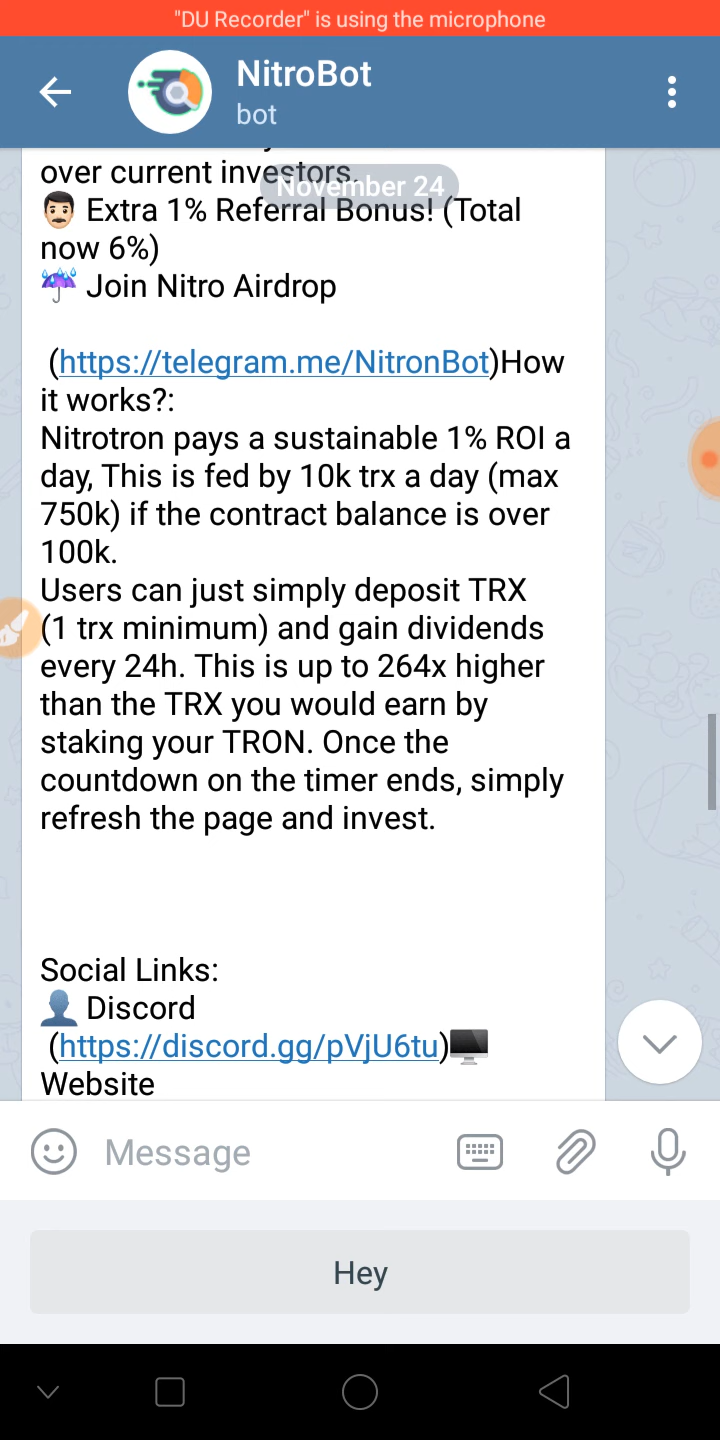 "DU Recorder" is using the microphone
NitroBot
bot
over current investors.
November 24
Extra 1% Referral Bonus! (Total
now 6%)
Join Nitro Airdrop
(https://telegram.me/NitronBot)How
it works?:
Nitrotron pays a sustainable 1% ROI a
day, This is fed by 10k trx a day (max
750k) if the contract balance is over
100k.
Users can just simply deposit TRX
(1 trx minimum) and gain dividends
every 24h. This is up to 264x higher
than the TRX you would earn by
staking your TRON. Once the
countdown on the timer ends, simply
refresh the page and invest.
Social Links:
Discord
(https://discord.gg/pVjU6tu)
Website
Message
Hey